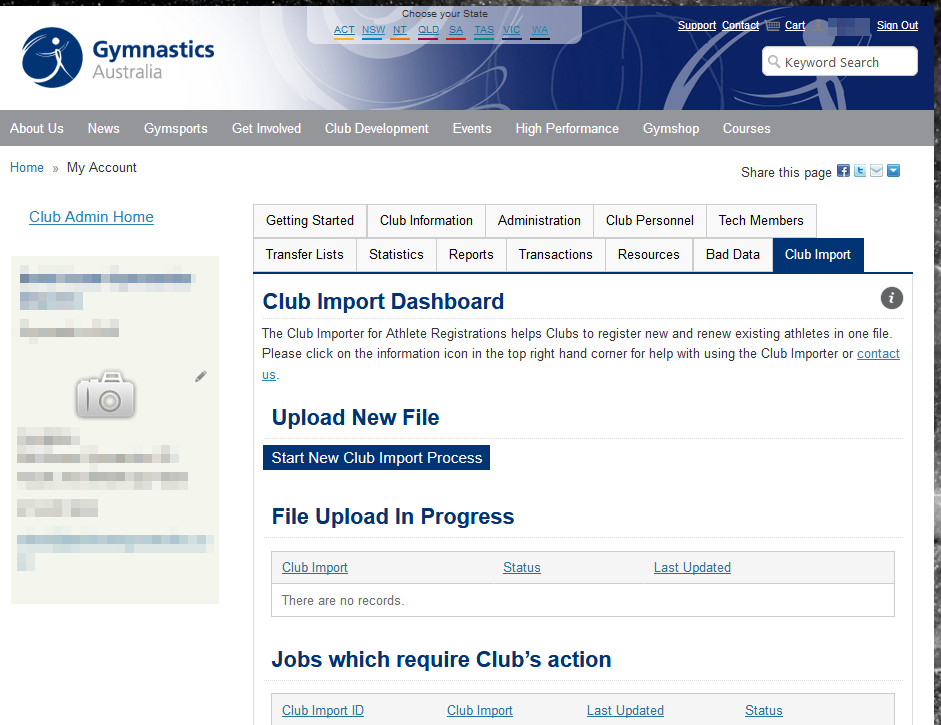 Choose your State
ACT NSW NT QLD SA TAS VIC WA
Support Contact Cart Sign Out
Gymnastics
Australia
Keyword Search
About Us News Gymsports Get Involved Club Development Events High Performance Gymshop Courses
Home » My Account
Share this page
Club Admin Home
Getting Started Club Information Administration Club Personnel Tech Members
Transfer Lists Statistics Reports Transactions Resources Bad Data Club Import
Club Import Dashboard
The Club Importer for Athlete Registrations helps Clubs to register new and renew existing athletes in one file.
Please click on the information icon in the top right hand corner for help with using the Club Importer or contact
us.
Upload New File
Start New Club Import Process
File Upload In Progress
Club Import Status Last Updated
There are no records.
Jobs which require Club’s action
Club Import ID Club Import Last Updated Status